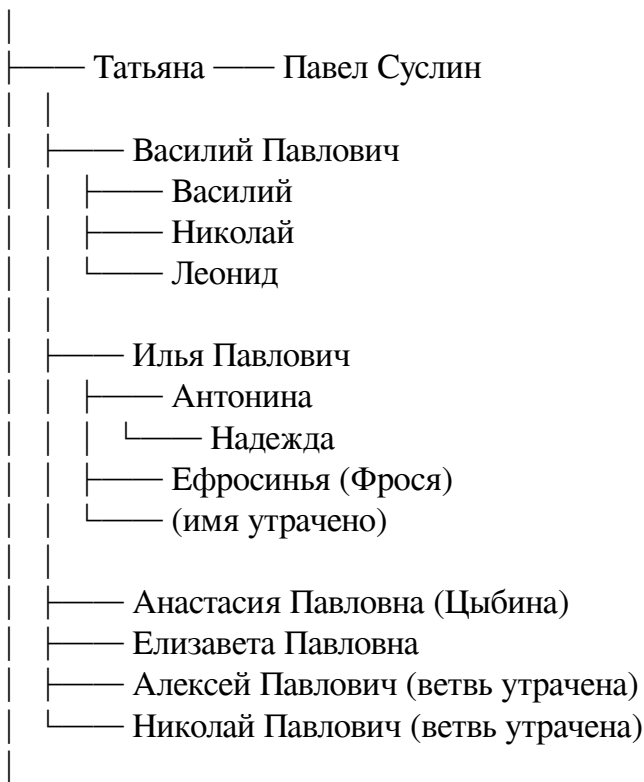 Татьяна —— Павел Суслин
Василий Павлович
Василий
Николай
Леонид
Илья Павлович
Антонина
Надежда
Ефросинья (Фрося)
(имя утрачено)
Анастасия Павловна (Цыбина)
Елизавета Павловна
Алексей Павлович (ветвь утрачена)
Николай Павлович (ветвь утрачена)